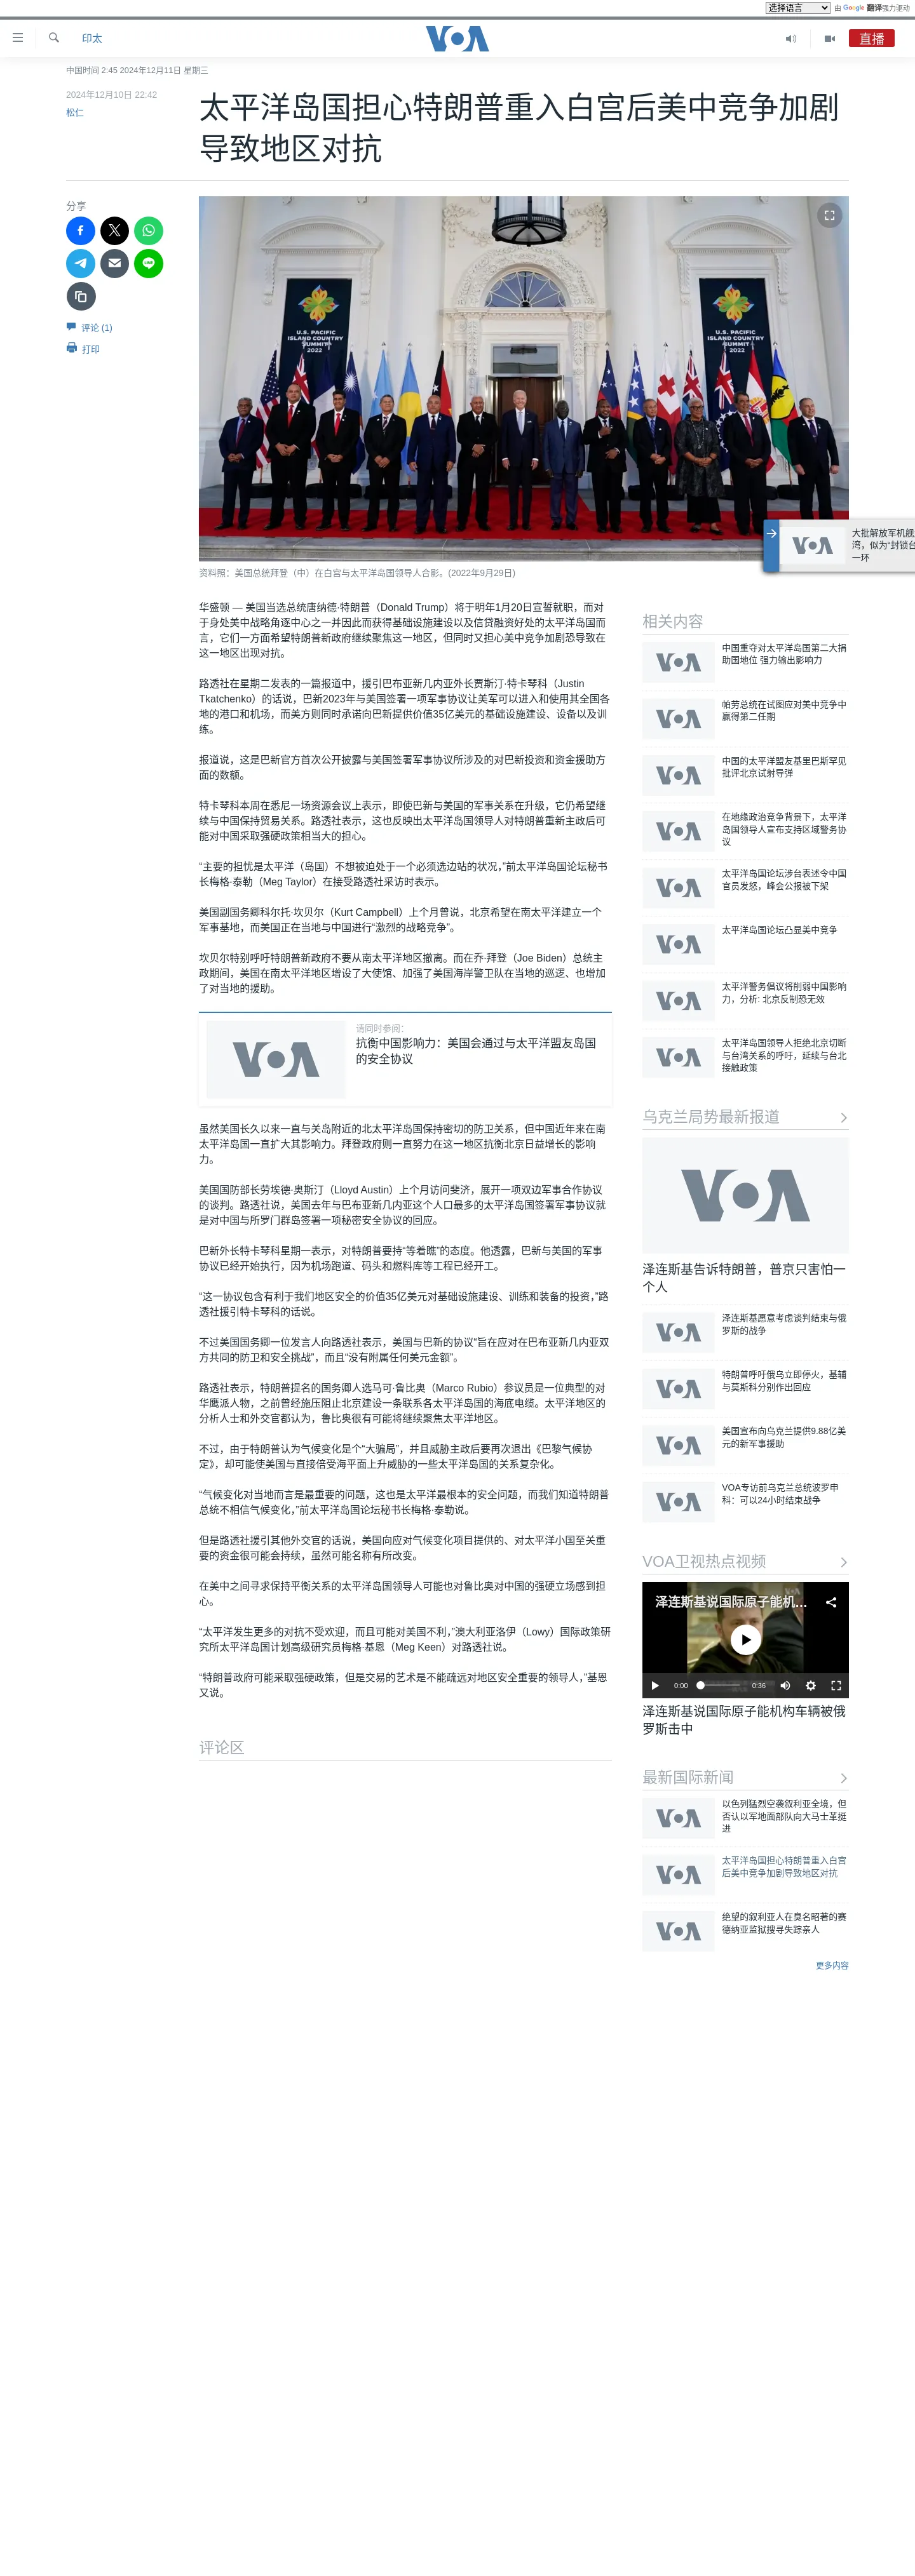 选择语言 由 Google 翻译强力驱动
印太
VOA
直播
中国时间 2:45 2024年12月11日 星期三
2024年12月10日 22:42
松仁
太平洋岛国担心特朗普重入白宫后美中竞争加剧
导致地区对抗
分享
评论 (1)
打印
U.S. PACIFIC
ISLAND COUNTRY
SUMMIT
2022
U.S. PACIFIC
ISLAND COUNTRY
SUMMIT
2022
资料照：美国总统拜登（中）在白宫与太平洋岛国领导人合影。(2022年9月29日)
VOA
大批解放军机舰
湾，似为“封锁台
一环
华盛顿 — 美国当选总统唐纳德·特朗普（Donald Trump）将于明年1月20日宣誓就职，而对
于身处美中战略角逐中心之一并因此而获得基础设施建设以及信贷融资好处的太平洋岛国而
言，它们一方面希望特朗普新政府继续聚焦这一地区，但同时又担心美中竞争加剧恐导致在
这一地区出现对抗。
路透社在星期二发表的一篇报道中，援引巴布亚新几内亚外长贾斯汀·特卡琴科（Justin
Tkatchenko）的话说，巴新2023年与美国签署一项军事协议让美军可以进入和使用其全国各
地的港口和机场，而美方则同时承诺向巴新提供价值35亿美元的基础设施建设、设备以及训
练。
报道说，这是巴新官方首次公开披露与美国签署军事协议所涉及的对巴新投资和资金援助方
面的数额。
特卡琴科本周在悉尼一场资源会议上表示，即使巴新与美国的军事关系在升级，它仍希望继
续与中国保持贸易关系。路透社表示，这也反映出太平洋岛国领导人对特朗普重新主政后可
能对中国采取强硬政策相当大的担心。
“主要的担忧是太平洋（岛国）不想被迫处于一个必须选边站的状况，”前太平洋岛国论坛秘书
长梅格·泰勒（Meg Taylor）在接受路透社采访时表示。
美国副国务卿科尔托·坎贝尔（Kurt Campbell）上个月曾说，北京希望在南太平洋建立一个
军事基地，而美国正在当地与中国进行“激烈的战略竞争”。
坎贝尔特别呼吁特朗普新政府不要从南太平洋地区撤离。而在乔·拜登（Joe Biden）总统主
政期间，美国在南太平洋地区增设了大使馆、加强了美国海岸警卫队在当地的巡逻、也增加
了对当地的援助。
VOA
请同时参阅：
抗衡中国影响力：美国会通过与太平洋盟友岛国
的安全协议
虽然美国长久以来一直与关岛附近的北太平洋岛国保持密切的防卫关系，但中国近年来在南
太平洋岛国一直扩大其影响力。拜登政府则一直努力在这一地区抗衡北京日益增长的影响
力。
美国国防部长劳埃德·奥斯汀（Lloyd Austin）上个月访问斐济，展开一项双边军事合作协议
的谈判。路透社说，美国去年与巴布亚新几内亚这个人口最多的太平洋岛国签署军事协议就
是对中国与所罗门群岛签署一项秘密安全协议的回应。
巴新外长特卡琴科星期一表示，对特朗普要持“等着瞧”的态度。他透露，巴新与美国的军事
协议已经开始执行，因为机场跑道、码头和燃料库等工程已经开工。
“这一协议包含有利于我们地区安全的价值35亿美元对基础设施建设、训练和装备的投资，”路
透社援引特卡琴科的话说。
不过美国国务卿一位发言人向路透社表示，美国与巴新的协议“旨在应对在巴布亚新几内亚双
方共同的防卫和安全挑战”，而且“没有附属任何美元金额”。
路透社表示，特朗普提名的国务卿人选马可·鲁比奥（Marco Rubio）参议员是一位典型的对
华鹰派人物，之前曾经施压阻止北京建设一条联系各太平洋岛国的海底电缆。太平洋地区的
分析人士和外交官都认为，鲁比奥很有可能将继续聚焦太平洋地区。
不过，由于特朗普认为气候变化是个“大骗局”，并且威胁主政后要再次退出《巴黎气候协
定》，却可能使美国与直接倍受海平面上升威胁的一些太平洋岛国的关系复杂化。
“气候变化对当地而言是最重要的问题，这也是太平洋最根本的安全问题，而我们知道特朗普
总统不相信气候变化，”前太平洋岛国论坛秘书长梅格·泰勒说。
但是路透社援引其他外交官的话说，美国向应对气候变化项目提供的、对太平洋小国至关重
要的资金很可能会持续，虽然可能名称有所改变。
在美中之间寻求保持平衡关系的太平洋岛国领导人可能也对鲁比奥对中国的强硬立场感到担
心。
“太平洋发生更多的对抗不受欢迎，而且可能对美国不利，”澳大利亚洛伊（Lowy）国际政策研
究所太平洋岛国计划高级研究员梅格·基恩（Meg Keen）对路透社说。
“特朗普政府可能采取强硬政策，但是交易的艺术是不能疏远对地区安全重要的领导人，”基恩
又说。
评论区
相关内容
VOA
中国重夺对太平洋岛国第二大捐
助国地位 强力输出影响力
VOA
帕劳总统在试图应对美中竞争中
赢得第二任期
VOA
中国的太平洋盟友基里巴斯罕见
批评北京试射导弹
VOA
在地缘政治竞争背景下，太平洋
岛国领导人宣布支持区域警务协
议
VOA
太平洋岛国论坛涉台表述令中国
官员发怒，峰会公报被下架
VOA
太平洋岛国论坛凸显美中竞争
VOA
太平洋警务倡议将削弱中国影响
力，分析: 北京反制恐无效
VOA
太平洋岛国领导人拒绝北京切断
与台湾关系的呼吁，延续与台北
接触政策
乌克兰局势最新报道
VOA
泽连斯基告诉特朗普，普京只害怕一
个人
VOA
泽连斯基愿意考虑谈判结束与俄
罗斯的战争
VOA
特朗普呼吁俄乌立即停火，基辅
与莫斯科分别作出回应
VOA
美国宣布向乌克兰提供9.88亿美
元的新军事援助
VOA
VOA专访前乌克兰总统波罗申
科：可以24小时结束战争
VOA卫视热点视频
泽连斯基说国际原子能机...
0:00
0:36
泽连斯基说国际原子能机构车辆被俄
罗斯击中
最新国际新闻
VOA
以色列猛烈空袭叙利亚全境，但
否认以军地面部队向大马士革挺
进
VOA
太平洋岛国担心特朗普重入白宫
后美中竞争加剧导致地区对抗
VOA
绝望的叙利亚人在臭名昭著的赛
德纳亚监狱搜寻失踪亲人
更多内容